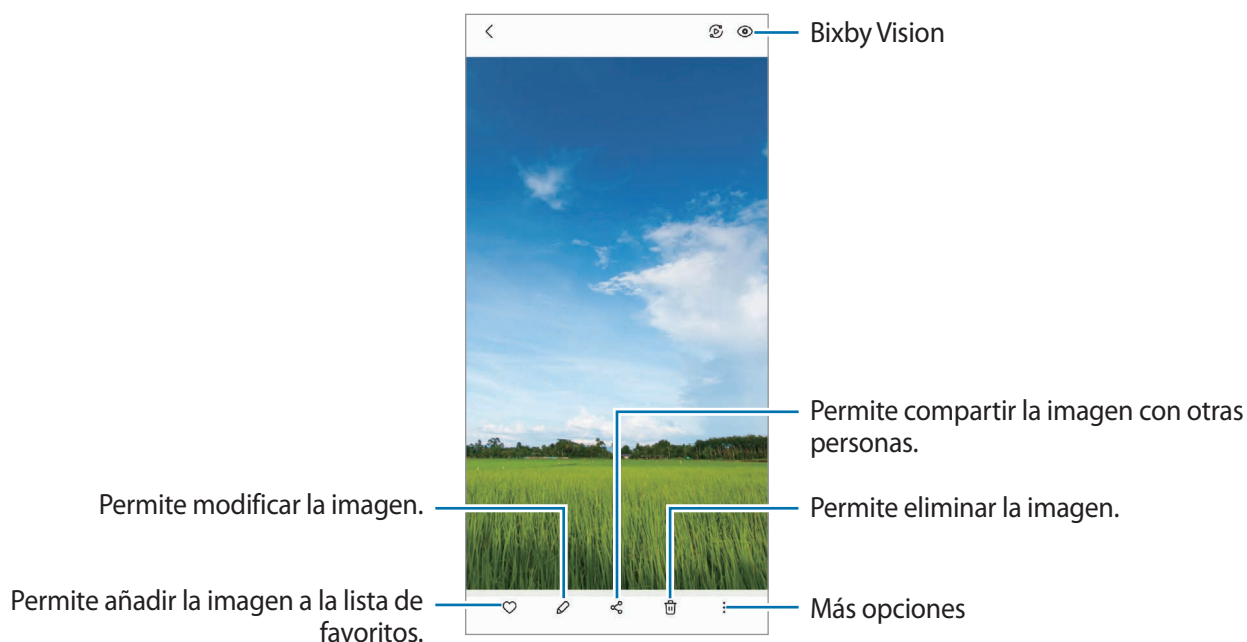 Bixby Vision
Permite compartir la imagen con otras
personas.
Permite modificar la imagen.
Permite eliminar la imagen.
Permite añadir la imagen a la lista de
favoritos.
Más opciones